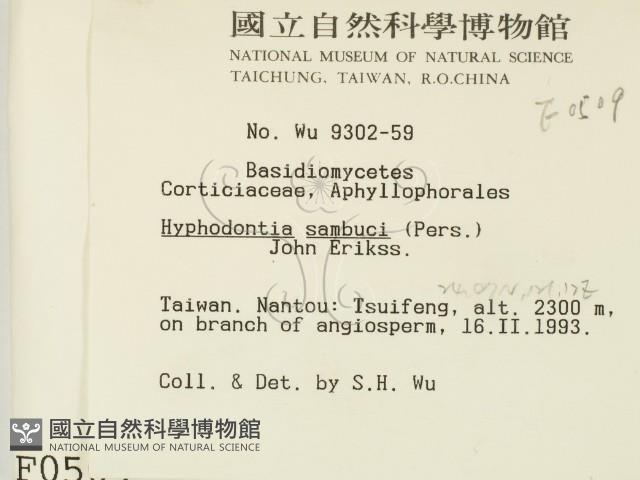 國立自然科學博物館
NATIONAL MUSEUM OF NATURAL SCIENCE
TAICHUNG, TAIWAN, R.O.CHINA
No. Wu 9302-59
Basidiomycetes
Corticiaceae, Aphyllophorales
Hyphodontia sambuci (Pers.)
John Erikss.
Taiwan. Nantou: Tsuifeng, alt. 2300 m,
on branch of angiosperm, 16.II.1993.
Coll. & Det. by S.H. Wu
國立自然科學博物館
NATIONAL MUSEUM OF NATURAL SCIENCE